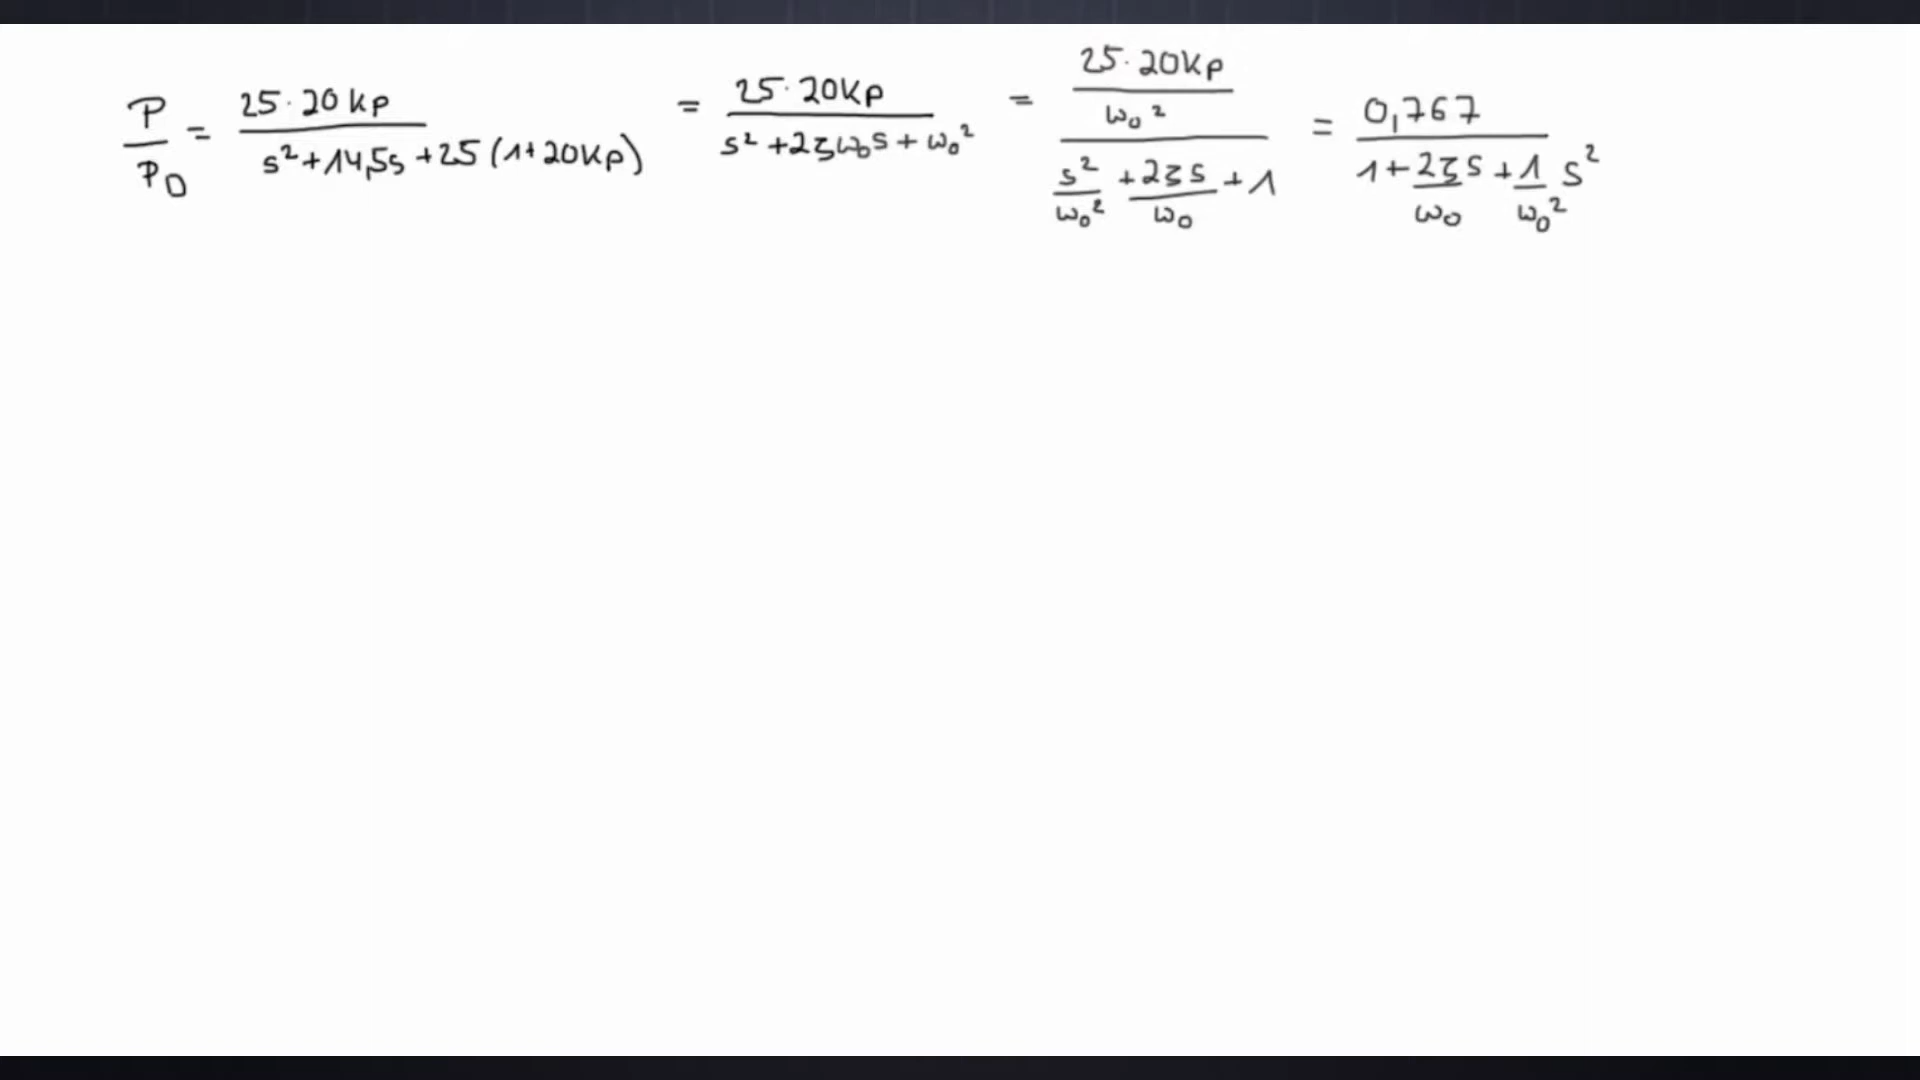 P/P_D = 25·20kp / s²+14,5s+25(1+20kp) = 25·20kp / s²+2ζω₀s+ω₀² = 25·20kp/ω₀² / s²/ω₀²+2ζs/ω₀+1 = 0,767 / 1+2ζs/ω₀+1/ω₀² s²